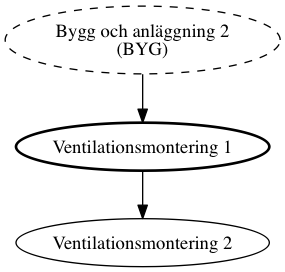 Bygg och anläggning 2
(BYG)
Ventilationsmontering 1
Ventilationsmontering 2